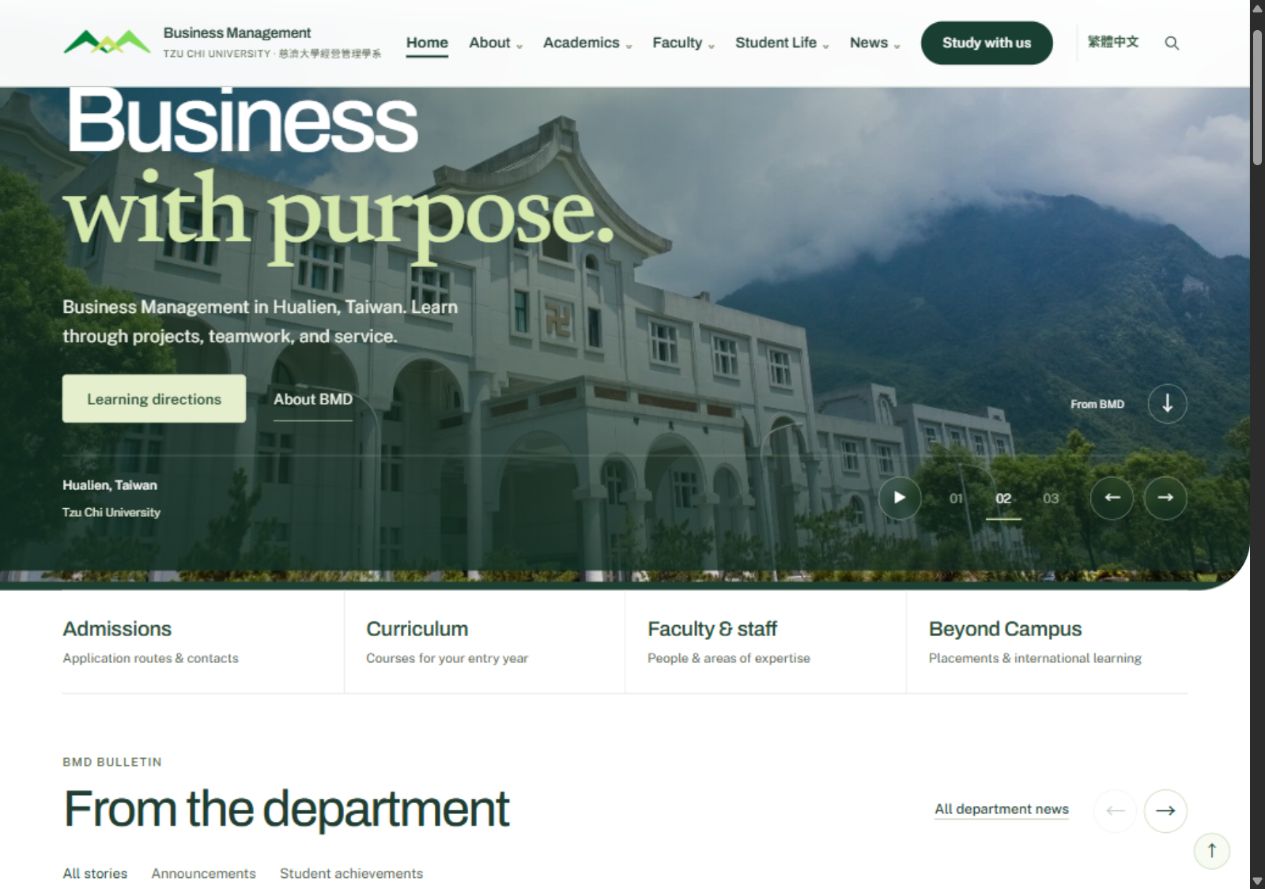 Business Management
TZU CHI UNIVERSITY · 慈濟大學經營管理學系
Home
About
Academics
Faculty
Student Life
News
Study with us
繁體中文
Business
with purpose.
Business Management in Hualien, Taiwan. Learn
through projects, teamwork, and service.
Learning directions
About BMD
From BMD
Hualien, Taiwan
Tzu Chi University
01
02
03
Admissions
Application routes & contacts
Curriculum
Courses for your entry year
Faculty & staff
People & areas of expertise
Beyond Campus
Placements & international learning
BMD BULLETIN
From the department
All department news
All stories
Announcements
Student achievements